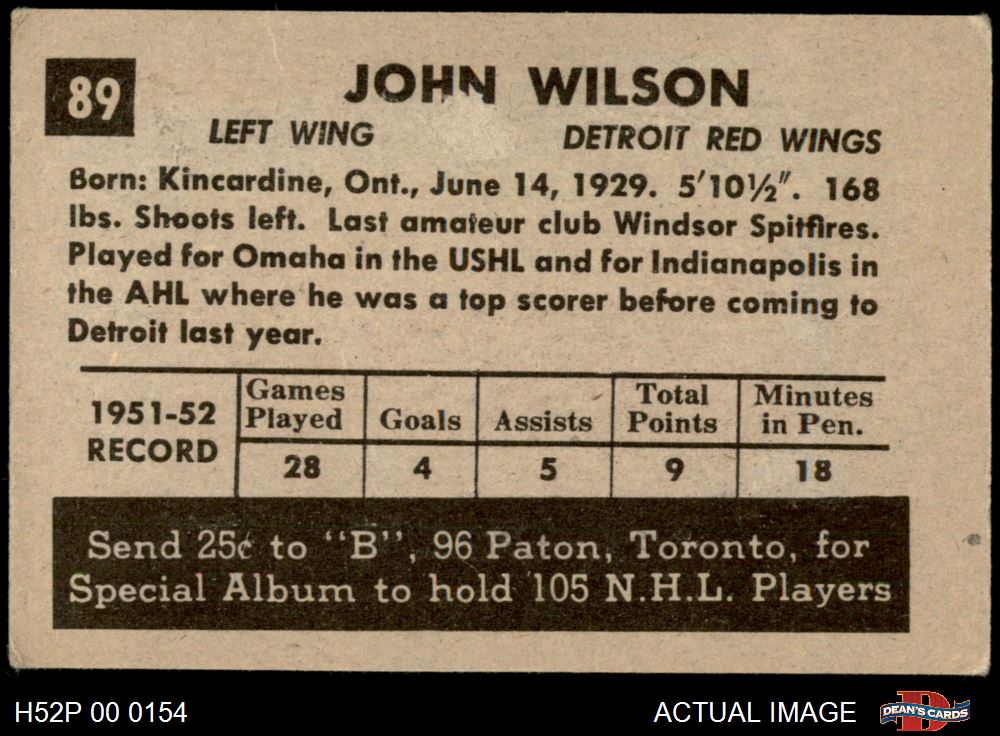 89
JOHN WILSON
LEFT WING DETROIT RED WINGS
Born: Kincardine, Ont., June 14, 1929. 5'10½". 168
lbs. Shoots left. Last amateur club Windsor Spitfires.
Played for Omaha in the USHL and for Indianapolis in
the AHL where he was a top scorer before coming to
Detroit last year.
1951-52 RECORD
Games Played Goals Assists Total Points Minutes in Pen.
28 4 5 9 18
Send 25¢ to "B", 96 Paton, Toronto, for
Special Album to hold 105 N.H.L. Players
H52P 00 0154 ACTUAL IMAGE DEAN'S CARDS